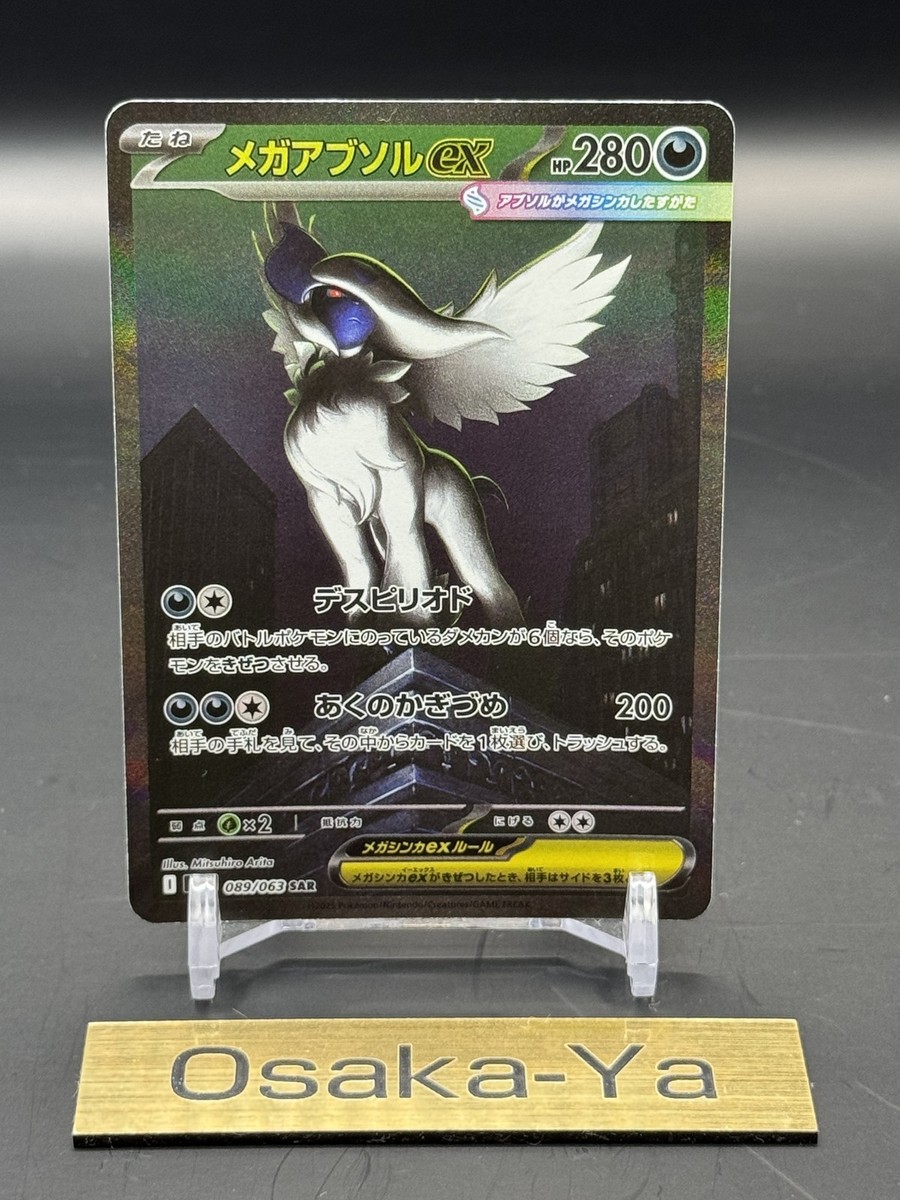 たね
メガアブソルex
HP280
アブソルがメガシンカしたすがた
デスピリオド
相手のバトルポケモンにのっているダメカンが6個なら、そのポケ
モンをきぜつさせる。
あくのかぎづめ 200
相手の手札を見て、その中からカードを1枚選び、トラッシュする。
弱点 ×2 抵抗力 にげる
メガシンカexルール
メガシンカexがきぜつしたとき、相手はサイドを3枚
Illus. Mitsuhiro Arita
I 089/063 SAR
©2025 Pokémon/Nintendo/Creatures/GAME FREAK
Osaka-Ya